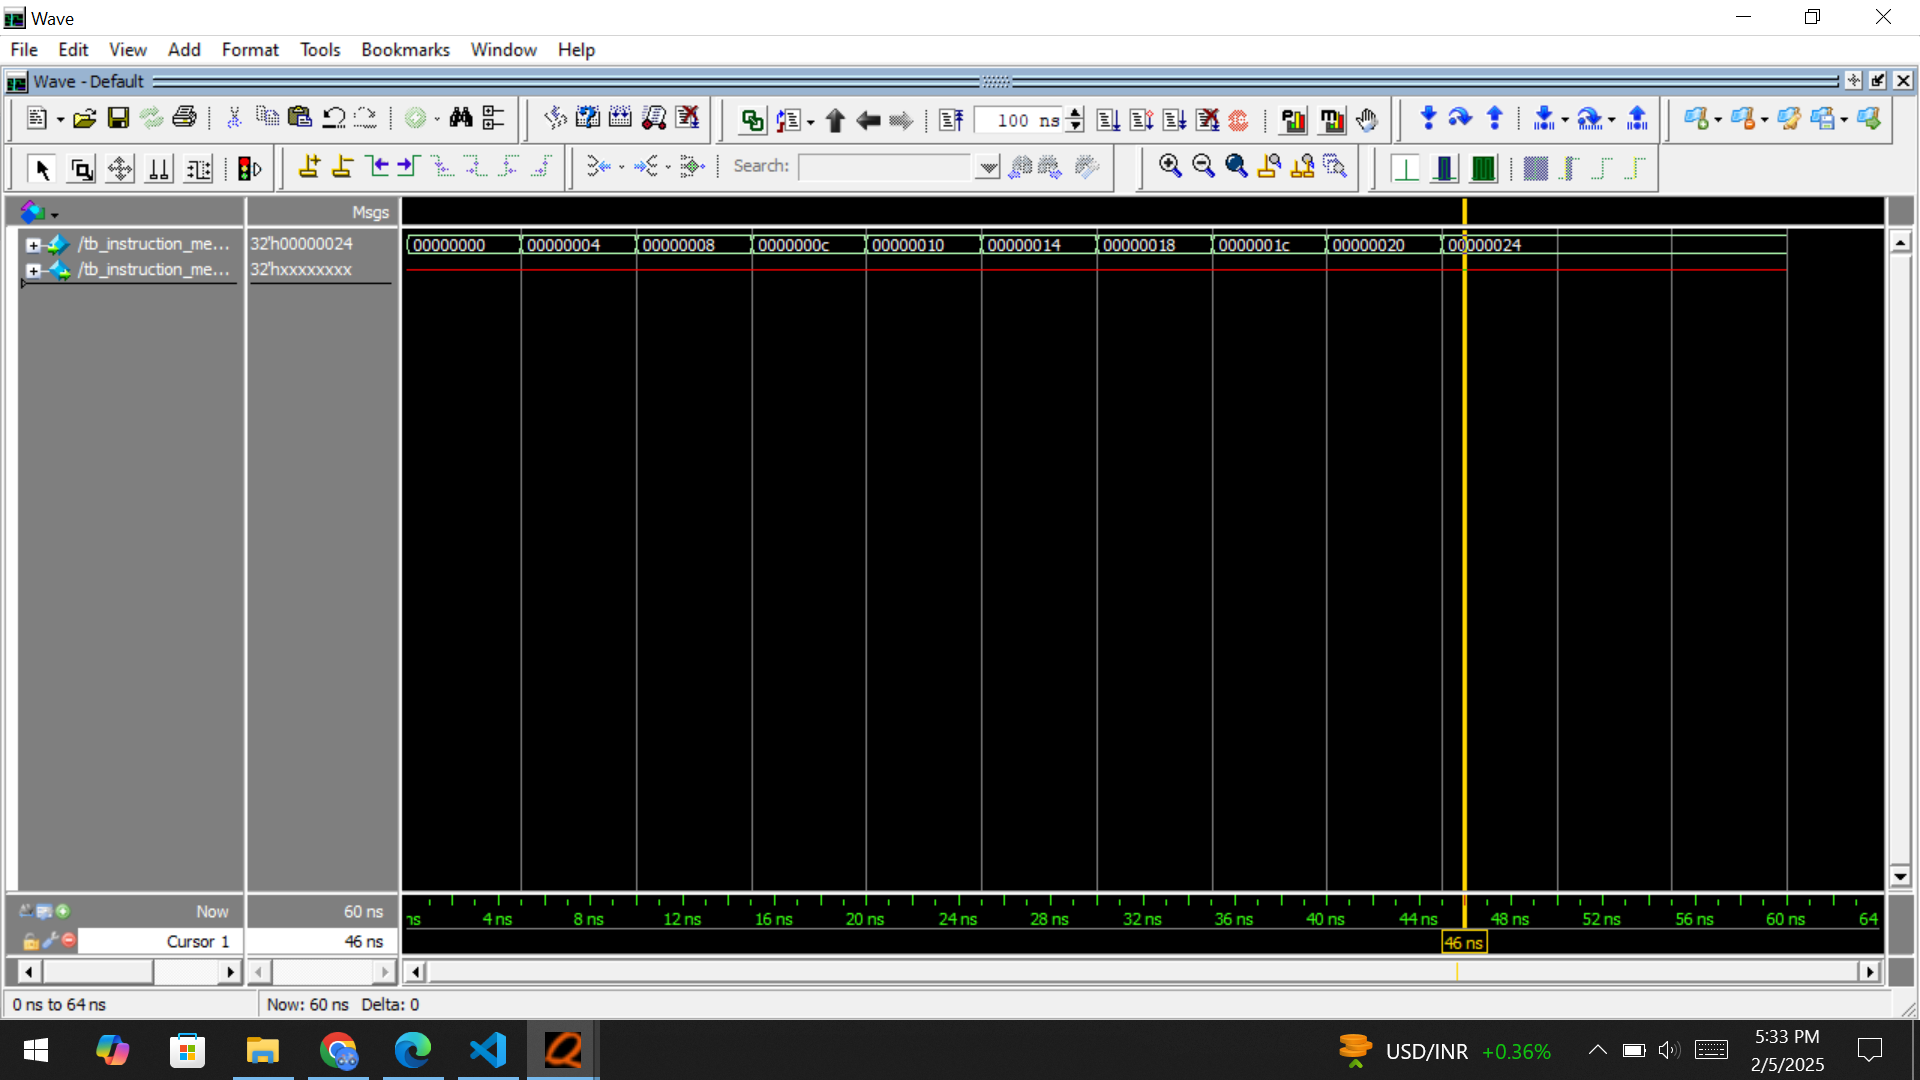 Wave
File Edit View Add Format Tools Bookmarks Window Help
Wave - Default
100 ns
Search:
Msgs
/tb_instruction_me... 32'h00000024 00000000 00000004 00000008 0000000c 00000010 00000014 00000018 0000001c 00000020 00000024
/tb_instruction_me... 32'hxxxxxxxx
Now 60 ns
ns 4 ns 8 ns 12 ns 16 ns 20 ns 24 ns 28 ns 32 ns 36 ns 40 ns 44 ns 48 ns 52 ns 56 ns 60 ns 64
Cursor 1 46 ns 46 ns
0 ns to 64 ns Now: 60 ns Delta: 0
USD/INR +0.36%
5:33 PM
2/5/2025